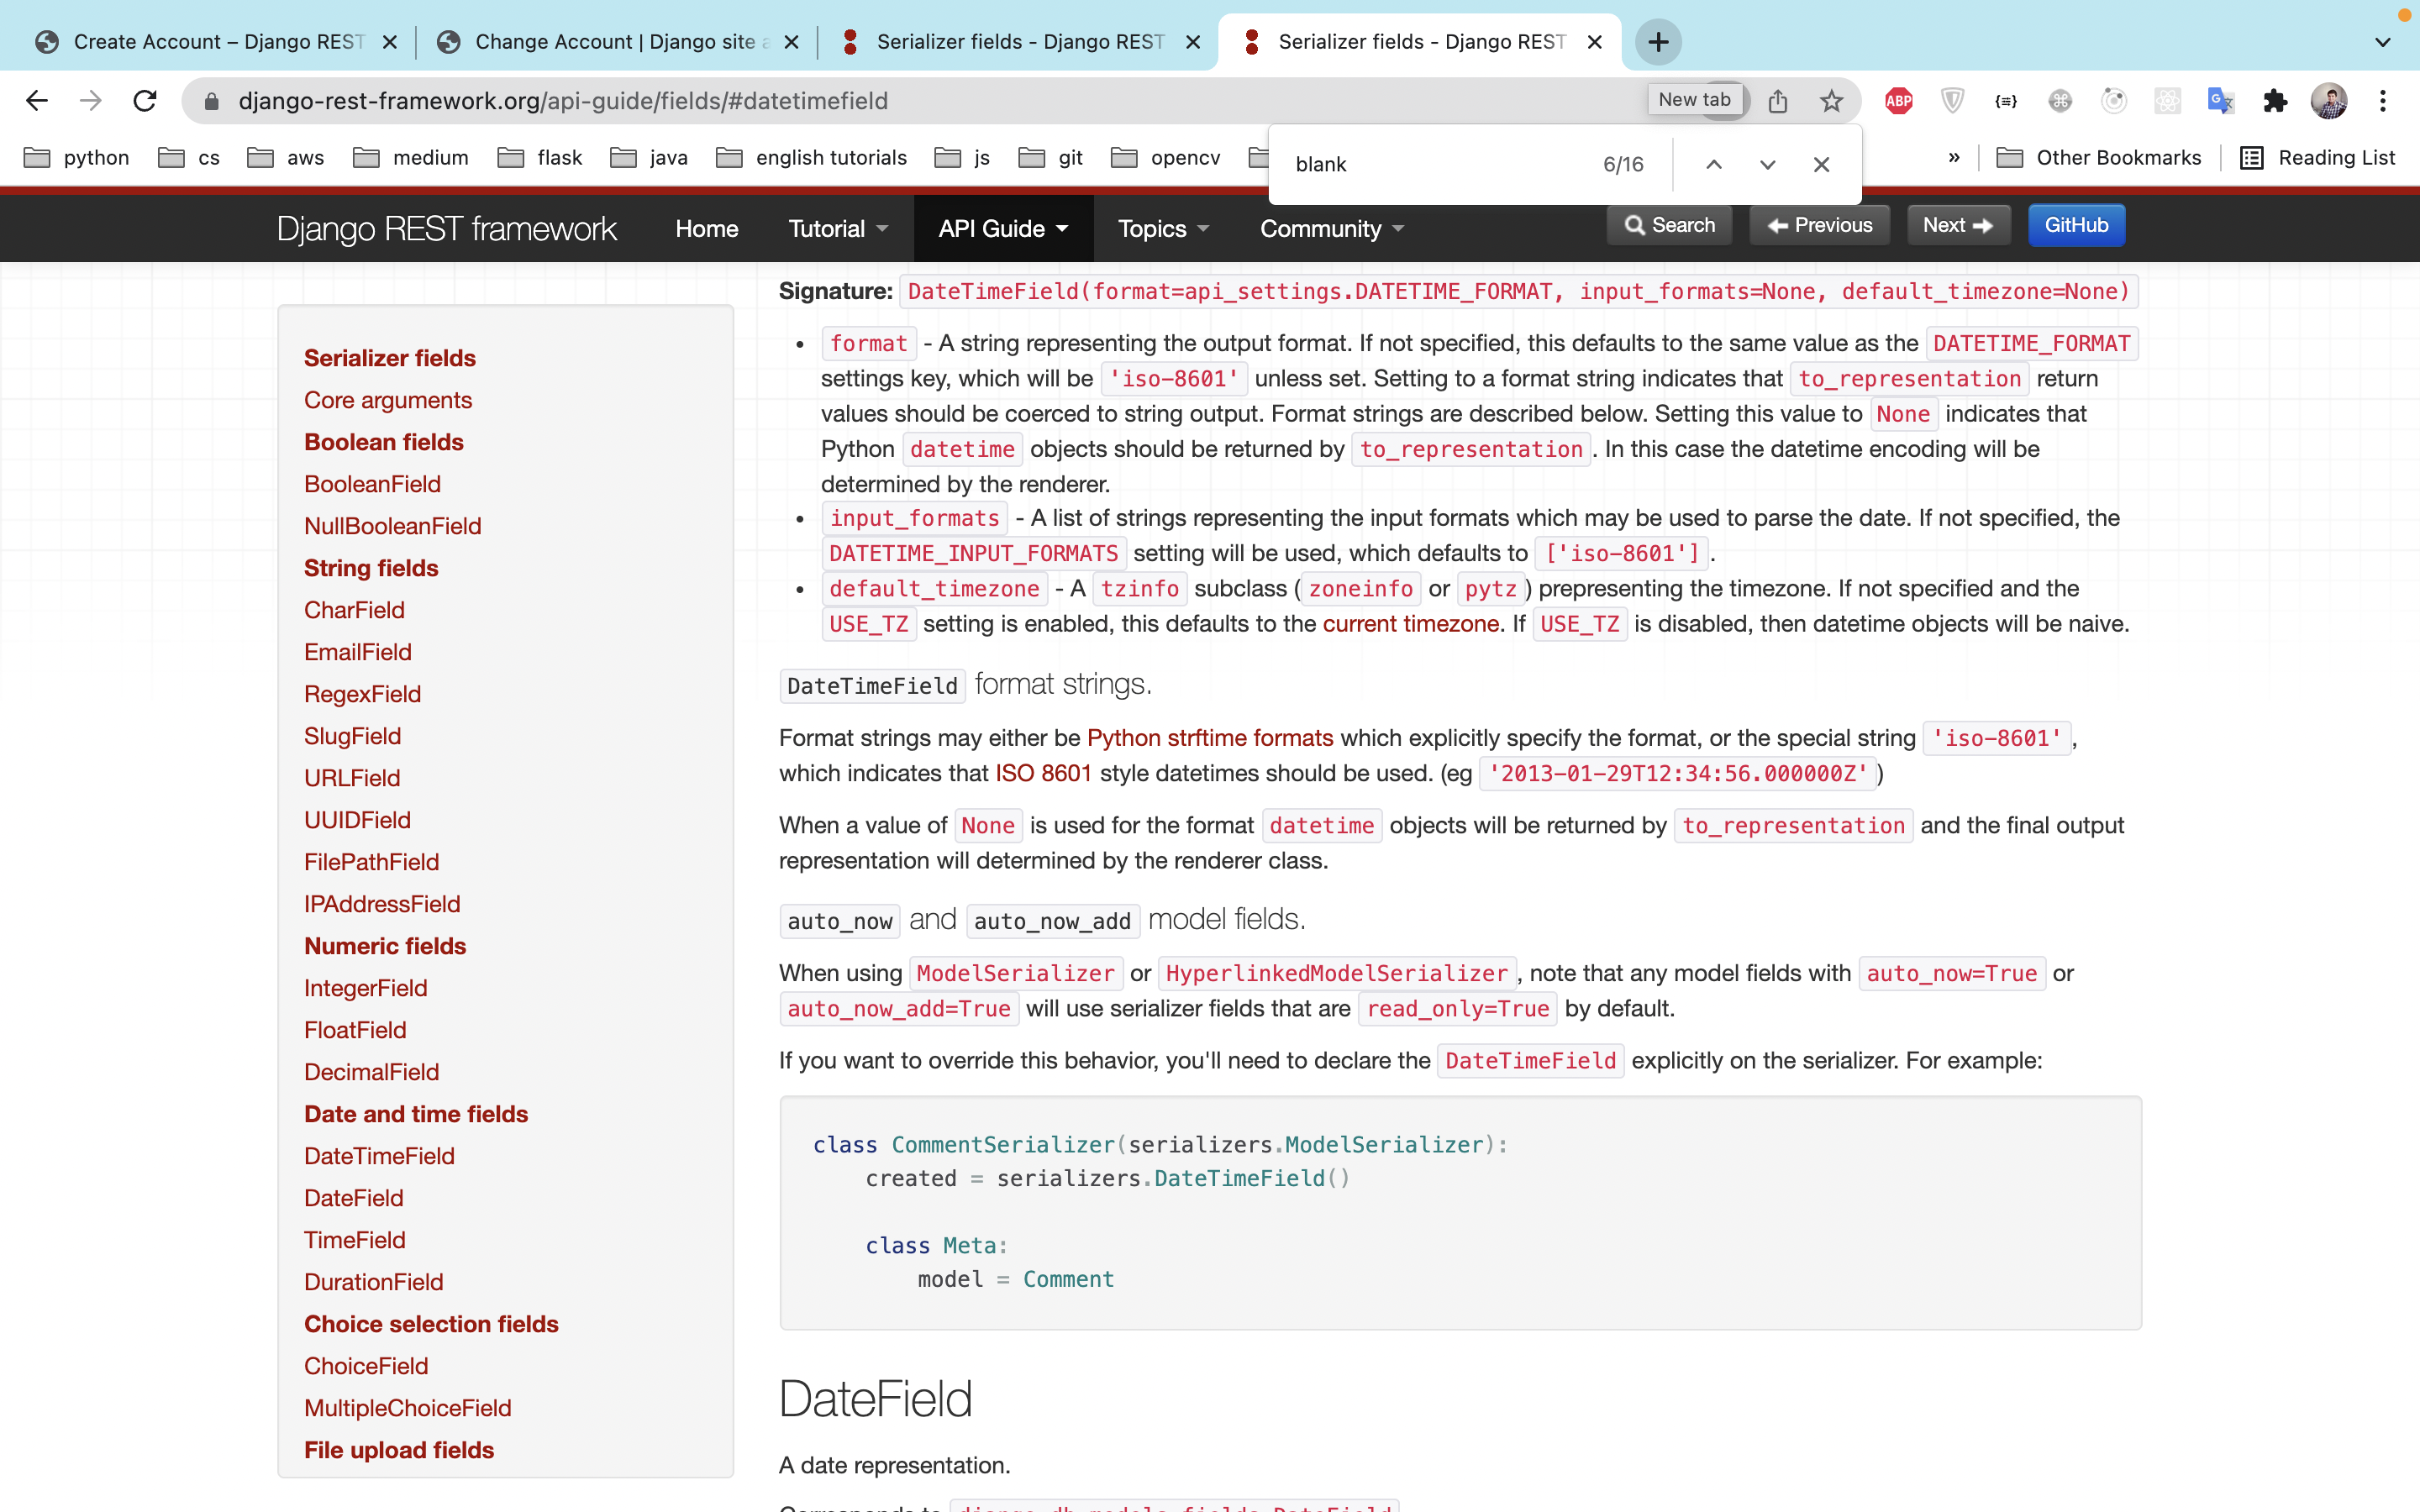 Create Account – Django REST
Change Account | Django site a
Serializer fields - Django REST
Serializer fields - Django REST
django-rest-framework.org/api-guide/fields/#datetimefield
New tab
ABP
python
cs
aws
medium
flask
java
english tutorials
js
git
opencv
»
Other Bookmarks
Reading List
blank
6/16
Django REST framework
Home
Tutorial
API Guide
Topics
Community
Search
Previous
Next
GitHub
Serializer fields
Core arguments
Boolean fields
BooleanField
NullBooleanField
String fields
CharField
EmailField
RegexField
SlugField
URLField
UUIDField
FilePathField
IPAddressField
Numeric fields
IntegerField
FloatField
DecimalField
Date and time fields
DateTimeField
DateField
TimeField
DurationField
Choice selection fields
ChoiceField
MultipleChoiceField
File upload fields
Signature: DateTimeField(format=api_settings.DATETIME_FORMAT, input_formats=None, default_timezone=None)
• format - A string representing the output format. If not specified, this defaults to the same value as the DATETIME_FORMAT
settings key, which will be 'iso-8601' unless set. Setting to a format string indicates that to_representation return
values should be coerced to string output. Format strings are described below. Setting this value to None indicates that
Python datetime objects should be returned by to_representation. In this case the datetime encoding will be
determined by the renderer.
• input_formats - A list of strings representing the input formats which may be used to parse the date. If not specified, the
DATETIME_INPUT_FORMATS setting will be used, which defaults to ['iso-8601'].
• default_timezone - A tzinfo subclass (zoneinfo or pytz) prepresenting the timezone. If not specified and the
USE_TZ setting is enabled, this defaults to the current timezone. If USE_TZ is disabled, then datetime objects will be naive.
DateTimeField format strings.
Format strings may either be Python strftime formats which explicitly specify the format, or the special string 'iso-8601',
which indicates that ISO 8601 style datetimes should be used. (eg '2013-01-29T12:34:56.000000Z')
When a value of None is used for the format datetime objects will be returned by to_representation and the final output
representation will determined by the renderer class.
auto_now and auto_now_add model fields.
When using ModelSerializer or HyperlinkedModelSerializer, note that any model fields with auto_now=True or
auto_now_add=True will use serializer fields that are read_only=True by default.
If you want to override this behavior, you'll need to declare the DateTimeField explicitly on the serializer. For example:
class CommentSerializer(serializers.ModelSerializer):
    created = serializers.DateTimeField()
    class Meta:
        model = Comment
DateField
A date representation.
Corresponds to django.db.models.fields.DateField